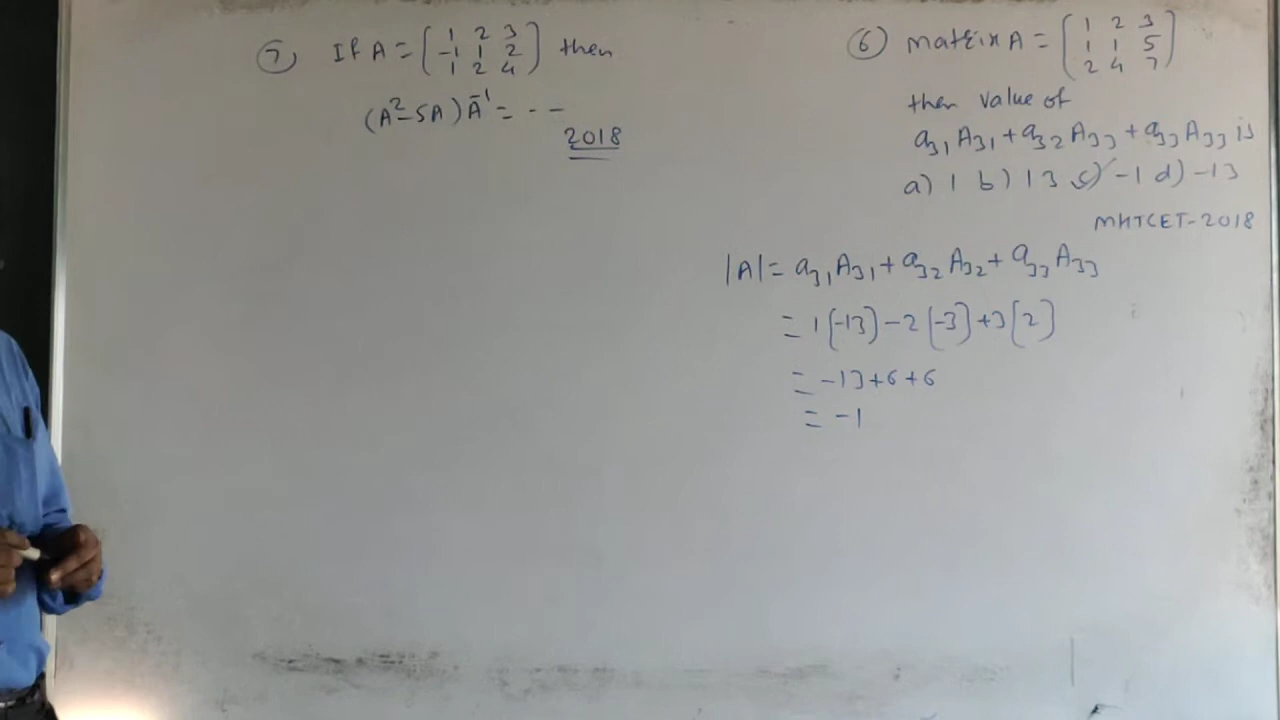 7) If A = [1 2 3
-1 1 2
1 2 4] then
(A²-5A)A⁻¹ = - - -
2018
6) matrix A = [1 2 3
1 1 5
2 4 7]
then value of
a₃₁A₃₁ + a₃₂A₃₃ + a₃₃A₃₃ is
a) 1 b) 13 c) -1 d) -13
MHTCET-2018
|A| = a₃₁A₃₁ + a₃₂A₃₂ + a₃₃A₃₃
= 1[-13] -2[-3] +3[2]
= -13+6+6
= -1